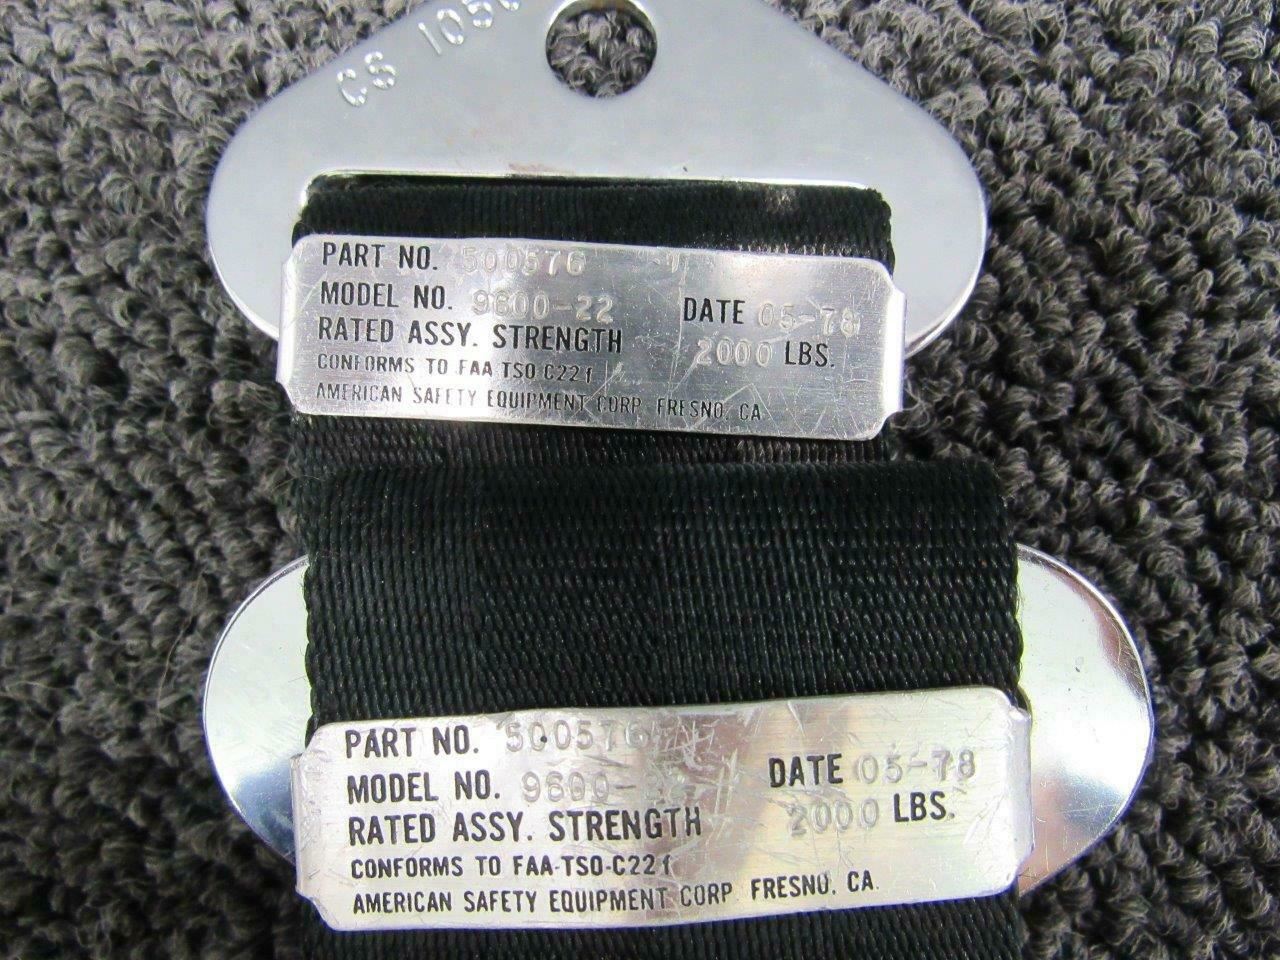 CS 105
PART NO. 500576
MODEL NO. 9600-22 DATE 05-78
RATED ASSY. STRENGTH 2000 LBS.
CONFORMS TO FAA-TSO-C22f
AMERICAN SAFETY EQUIPMENT CORP. FRESNO, CA.
PART NO. 500576
MODEL NO. 9600-22 DATE 05-78
RATED ASSY. STRENGTH 2000 LBS.
CONFORMS TO FAA-TSO-C22f
AMERICAN SAFETY EQUIPMENT CORP. FRESNO, CA.